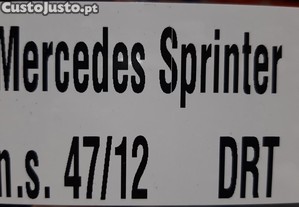 CustoJusto.pt
Mercedes Sprinter
n.s. 47/12 DRT